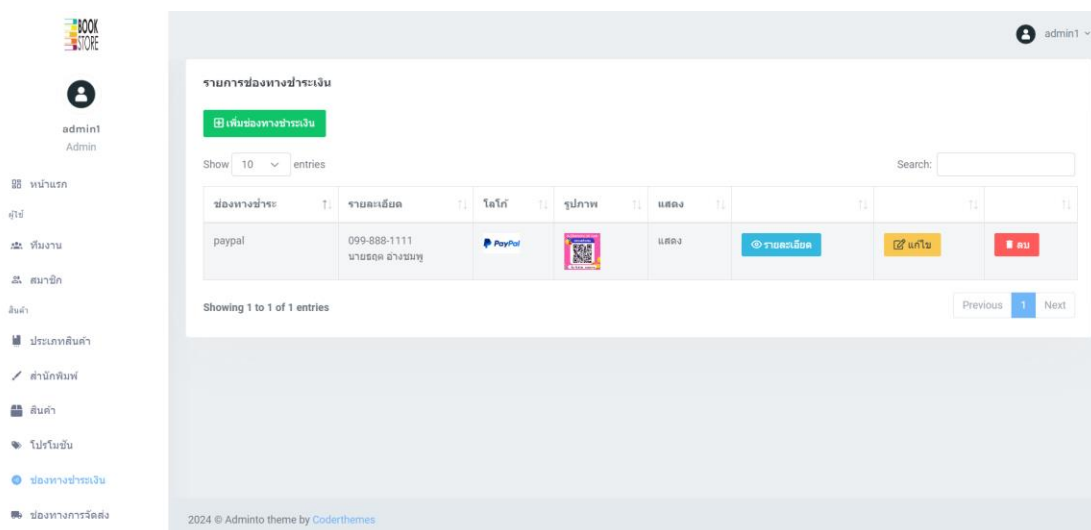 BOOK
STORE
admin1
admin1
Admin
หน้าแรก
ผู้ใช้
ทีมงาน
สมาชิก
สินค้า
ประเภทสินค้า
สำนักพิมพ์
สินค้า
โปรโมชั่น
ช่องทางชำระเงิน
ช่องทางการจัดส่ง
รายการช่องทางชำระเงิน
เพิ่มช่องทางชำระเงิน
Show 10 entries
Search:
ช่องทางชำระ รายละเอียด โลโก้ รูปภาพ แสดง
paypal 099-888-1111 PayPal แสดง รายละเอียด แก้ไข ลบ
นายธฤต อ่างชมพู
Showing 1 to 1 of 1 entries
Previous 1 Next
2024 © Adminto theme by Coderthemes